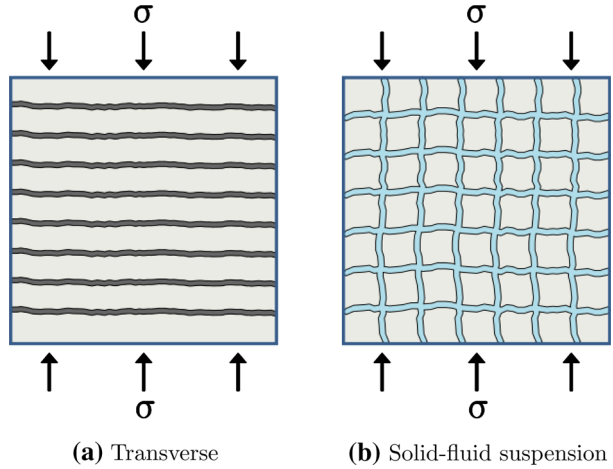 σ σ
σ σ
(a) Transverse (b) Solid-fluid suspension